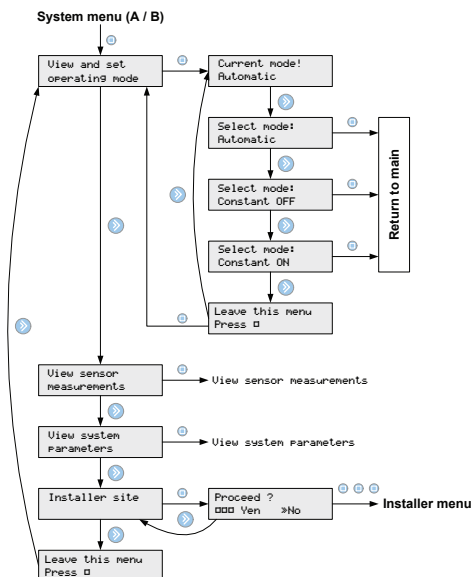 System menu (A / B)
View and set
operating mode
Current mode!
Automatic
Select mode:
Automatic
Select mode:
Constant OFF
Select mode:
Constant ON
Leave this menu
Press ¤
Return to main
View sensor
measurements
View sensor measurements
View system
parameters
View system parameters
Installer site
Proceed ?
¤¤¤ Yen »No
Installer menu
Leave this menu
Press ¤